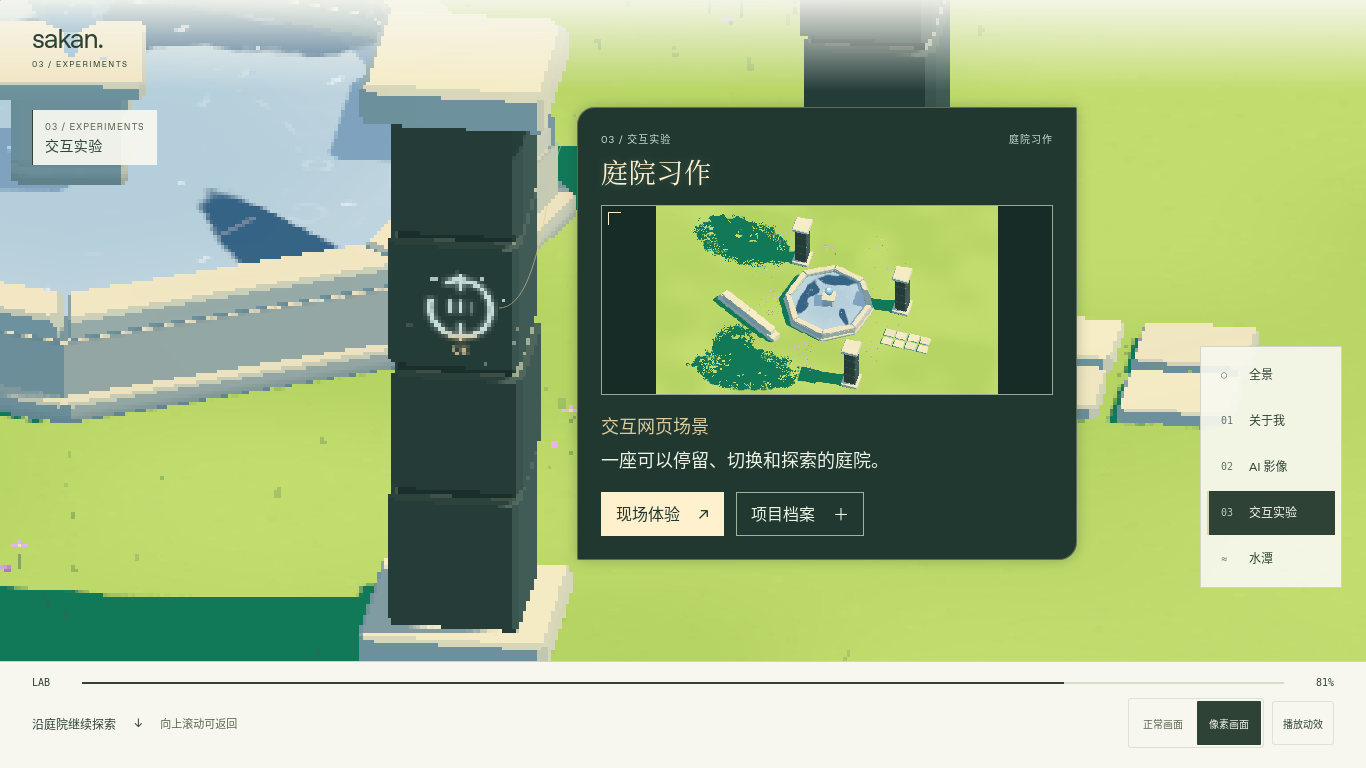 sakan.
03 / EXPERIMENTS
03 / EXPERIMENTS
交互实验
03 / 交互实验
庭院习作
庭院习作
交互网页场景
一座可以停留、切换和探索的庭院。
现场体验 ↗
项目档案 +
○ 全景
01 关于我
02 AI 影像
03 交互实验
≈ 水潭
LAB
81%
沿庭院继续探索 ↓ 向上滚动可返回
正常画面
像素画面
播放动效